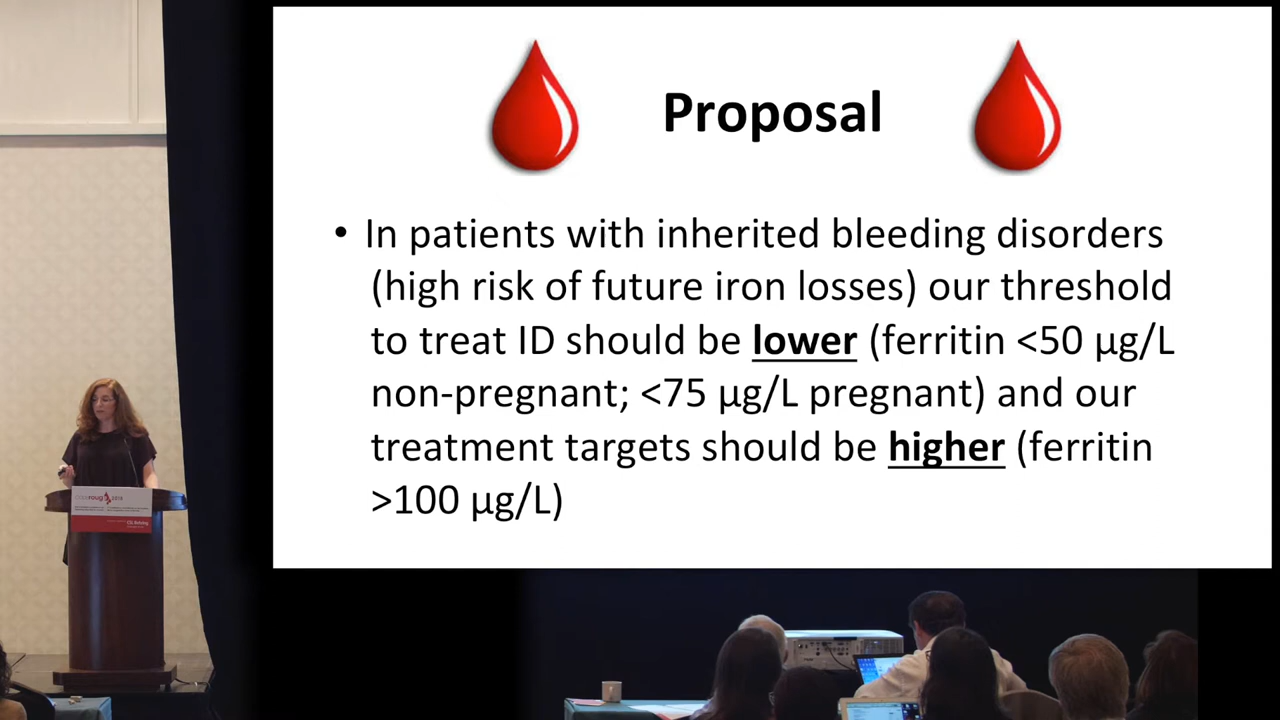 Proposal
• In patients with inherited bleeding disorders
(high risk of future iron losses) our threshold
to treat ID should be lower (ferritin <50 µg/L
non-pregnant; <75 µg/L pregnant) and our
treatment targets should be higher (ferritin
>100 µg/L)
CSL Behring